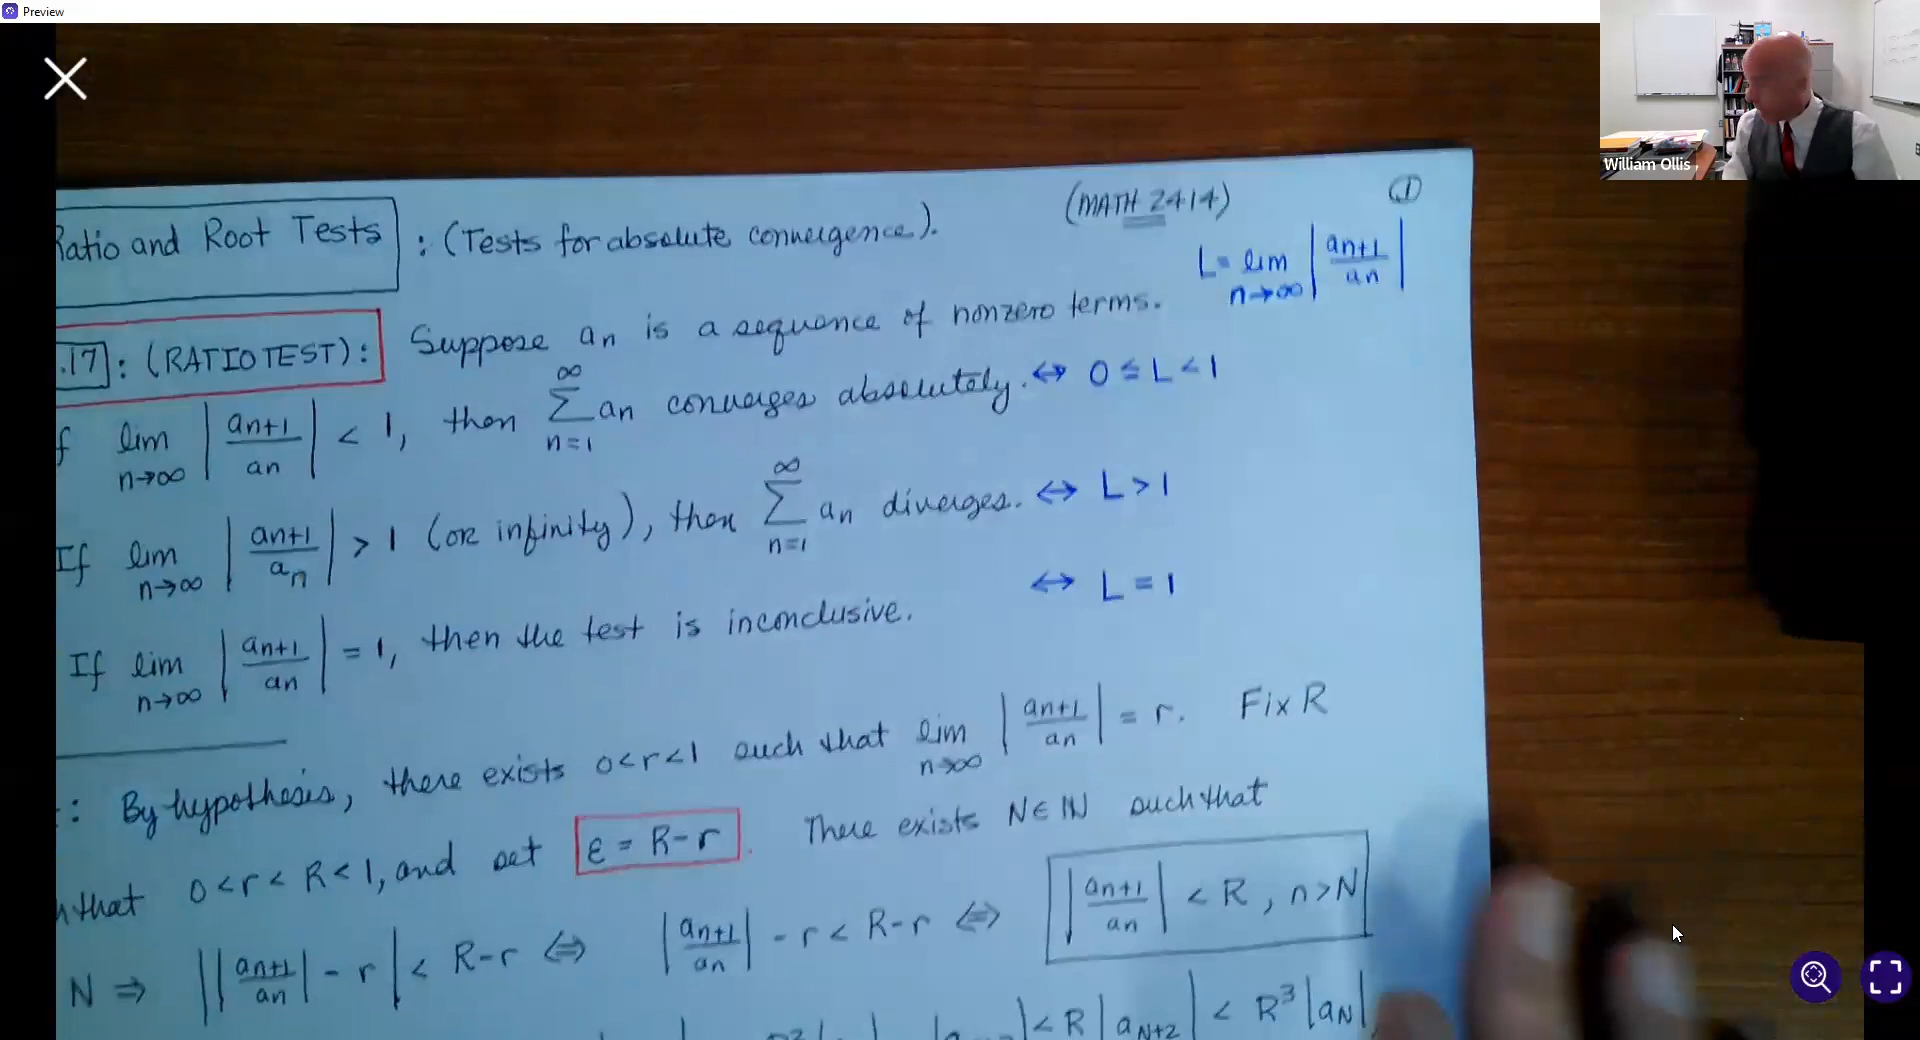 Preview
William Ollis
(MATH 2414) 1
Ratio and Root Tests : (Tests for absolute convergence).
L = lim n→∞ |an+1/an|
.17 : (RATIO TEST) : Suppose an is a sequence of nonzero terms.
f lim n→∞ |an+1/an| < 1, then ∑ n=1 ∞ an converges absolutely. ↔ 0 ≤ L < 1
If lim n→∞ |an+1/an| > 1 (or infinity), then ∑ n=1 ∞ an diverges. ↔ L > 1
If lim n→∞ |an+1/an| = 1, then the test is inconclusive. ↔ L = 1
: By hypothesis, there exists 0<r<1 such that lim n→∞ |an+1/an| = r. Fix R
that 0<r<R<1, and set ε = R-r. There exists N∈ℕ such that
N ⇒ ||an+1/an| - r| < R-r ⇔ |an+1/an| - r < R-r ⇔ |an+1/an| < R, n>N
| < R |aN+2| < R³ |aN|